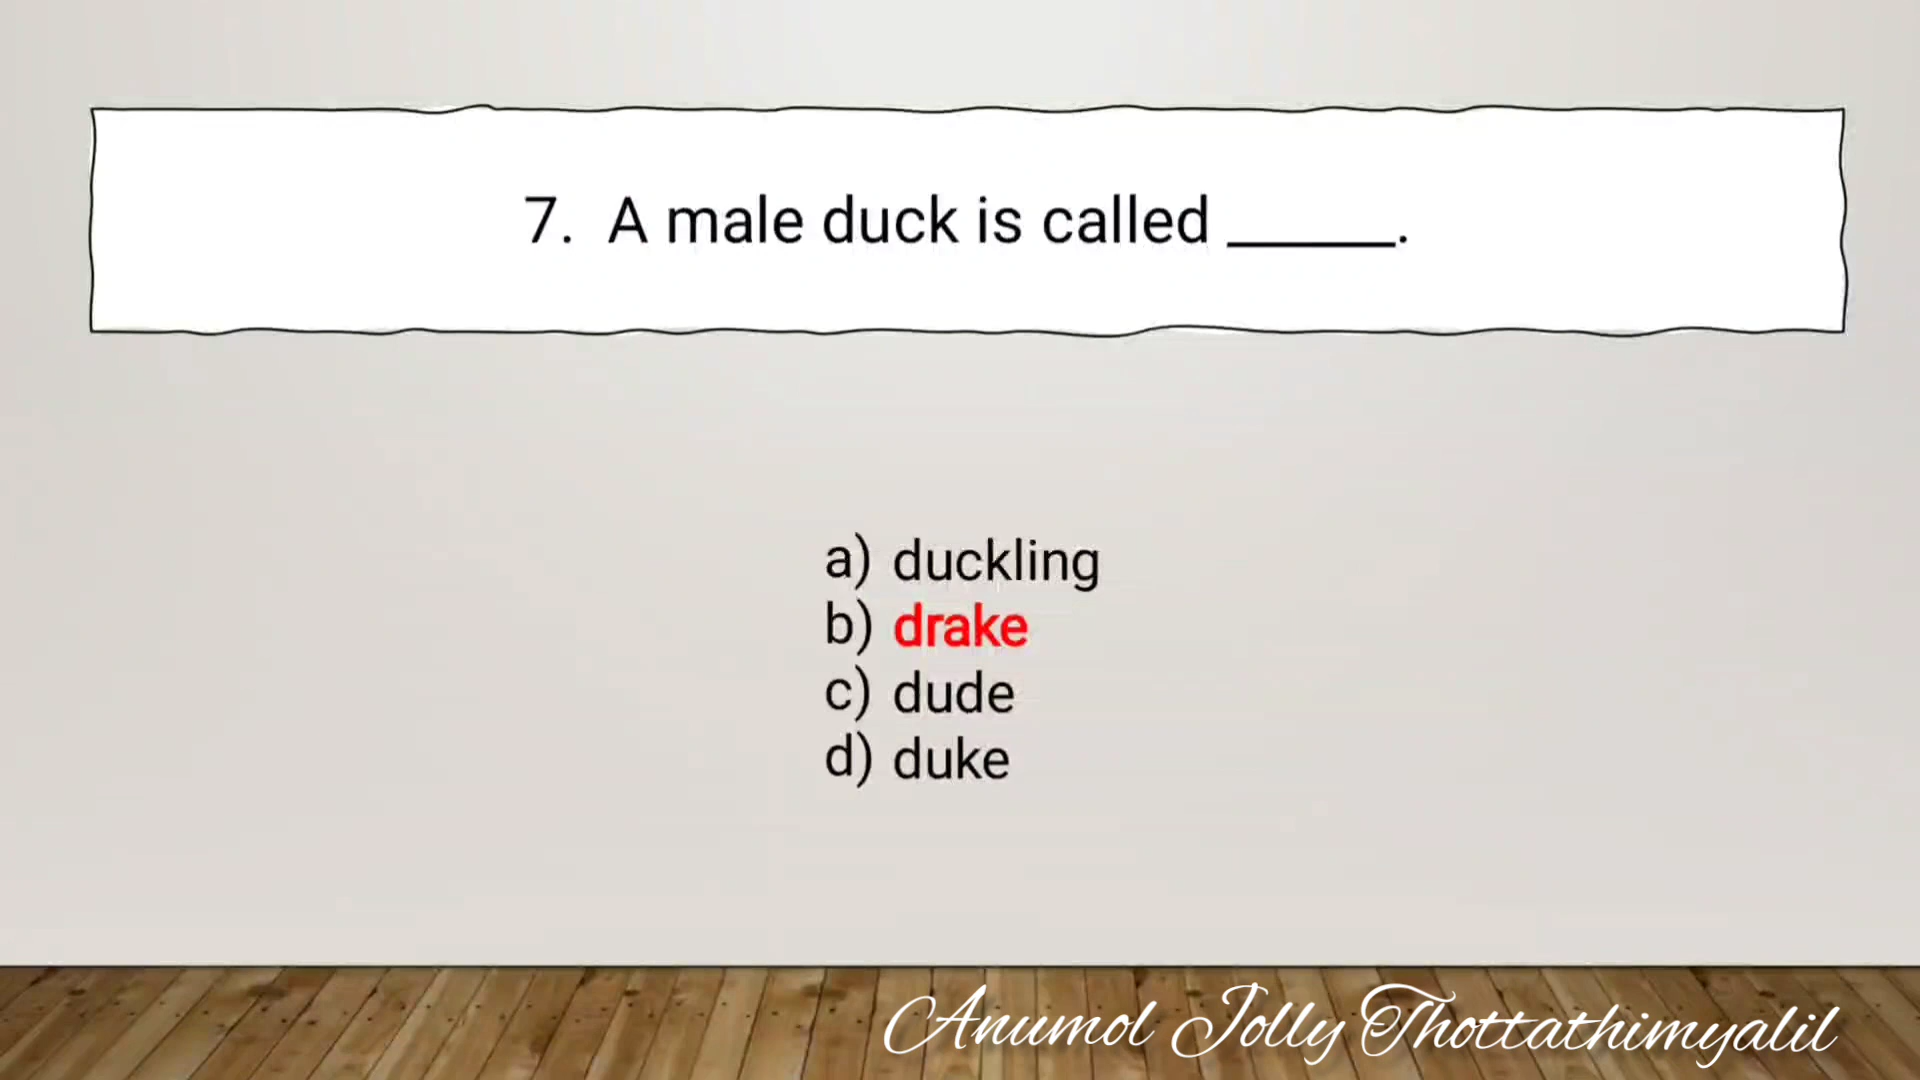 7. A male duck is called ______.
a) duckling
b) drake
c) dude
d) duke
Anumol Jolly Thottathimyalil